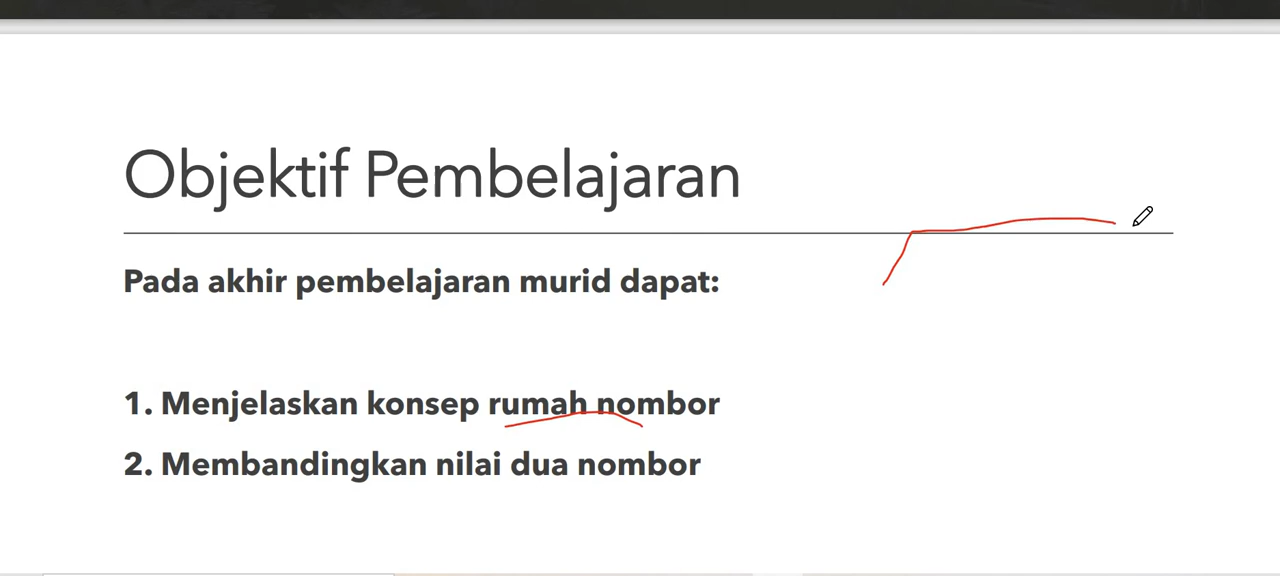 Objektif Pembelajaran
Pada akhir pembelajaran murid dapat:
1. Menjelaskan konsep rumah nombor
2. Membandingkan nilai dua nombor